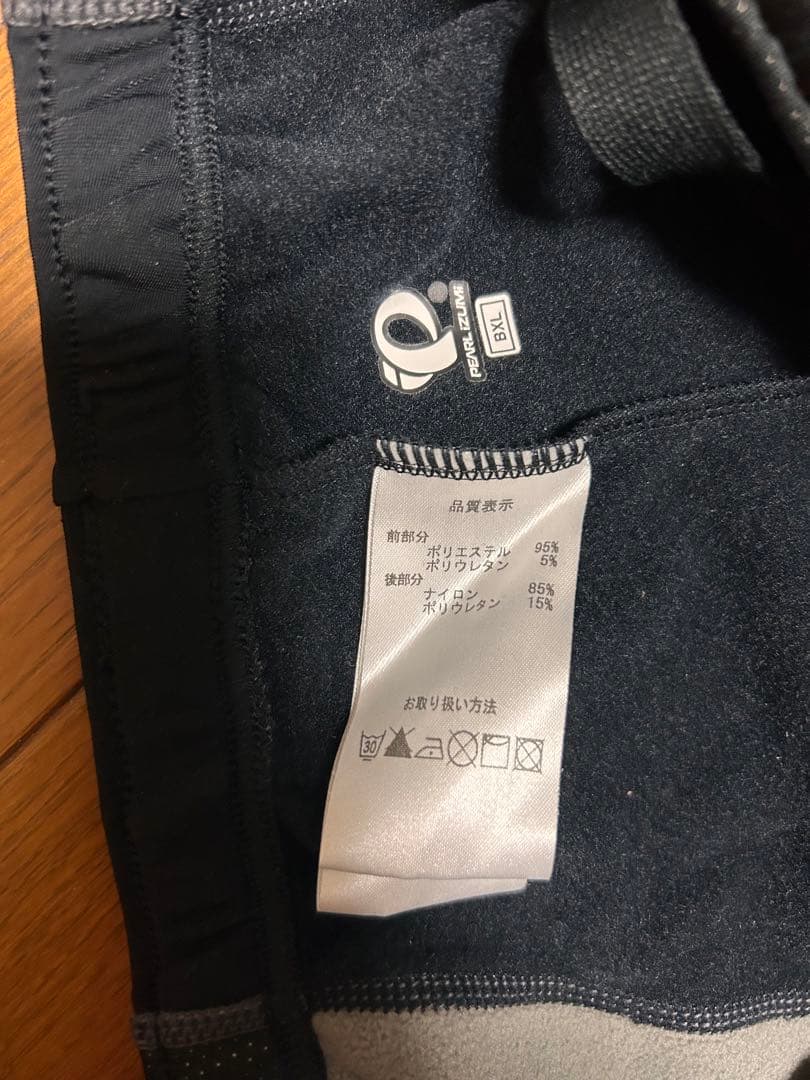 PEARL iZUMi
BXL
品質表示
前部分
ポリエステル 95%
ポリウレタン 5%
後部分
ナイロン 85%
ポリウレタン 15%
お取り扱い方法
30